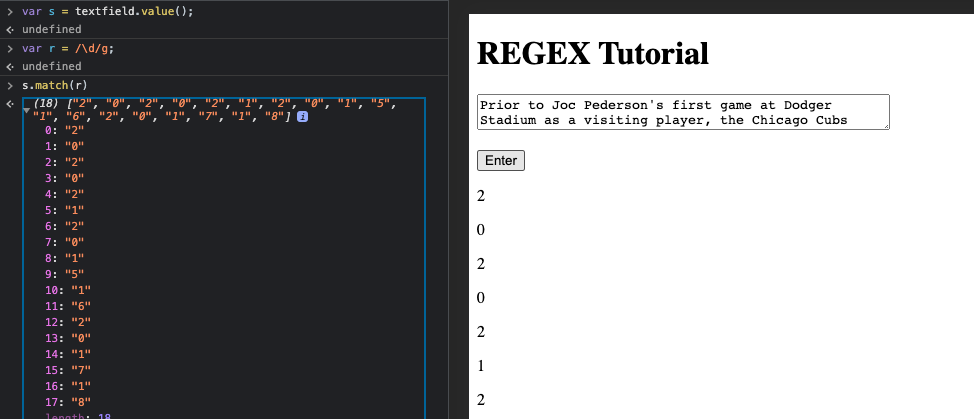 > var s = textfield.value();
< undefined
> var r = /\d/g;
< undefined
> s.match(r)
(18) ["2", "0", "2", "0", "2", "1", "2", "0", "1", "5",
"1", "6", "2", "0", "1", "7", "1", "8"] i
0: "2"
1: "0"
2: "2"
3: "0"
4: "2"
5: "1"
6: "2"
7: "0"
8: "1"
9: "5"
10: "1"
11: "6"
12: "2"
13: "0"
14: "1"
15: "7"
16: "1"
17: "8"
length: 18
REGEX Tutorial
Prior to Joc Pederson's first game at Dodger
Stadium as a visiting player, the Chicago Cubs
Enter
2
0
2
0
2
1
2